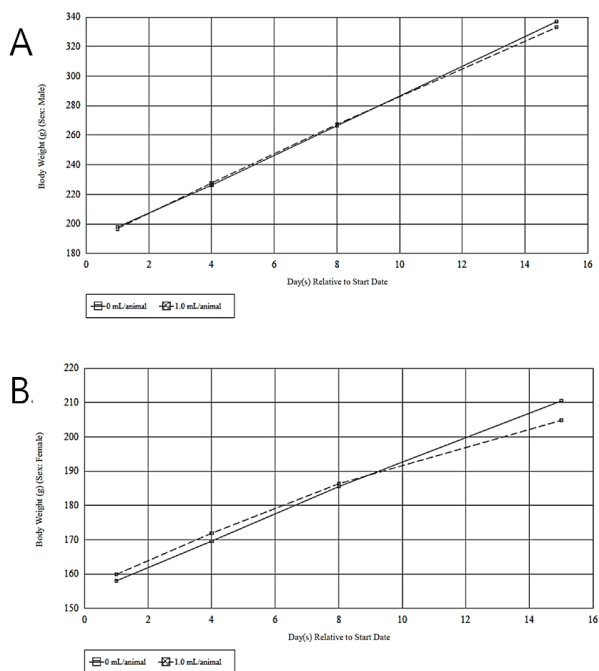 A
Body Weight (g) (Sex: Male)
340
320
300
280
260
240
220
200
180
0 2 4 6 8 10 12 14 16
Day(s) Relative to Start Date
0 mL/animal 1.0 mL/animal
B.
Body Weight (g) (Sex: Female)
220
210
200
190
180
170
160
150
0 2 4 6 8 10 12 14 16
Day(s) Relative to Start Date
0 mL/animal 1.0 mL/animal